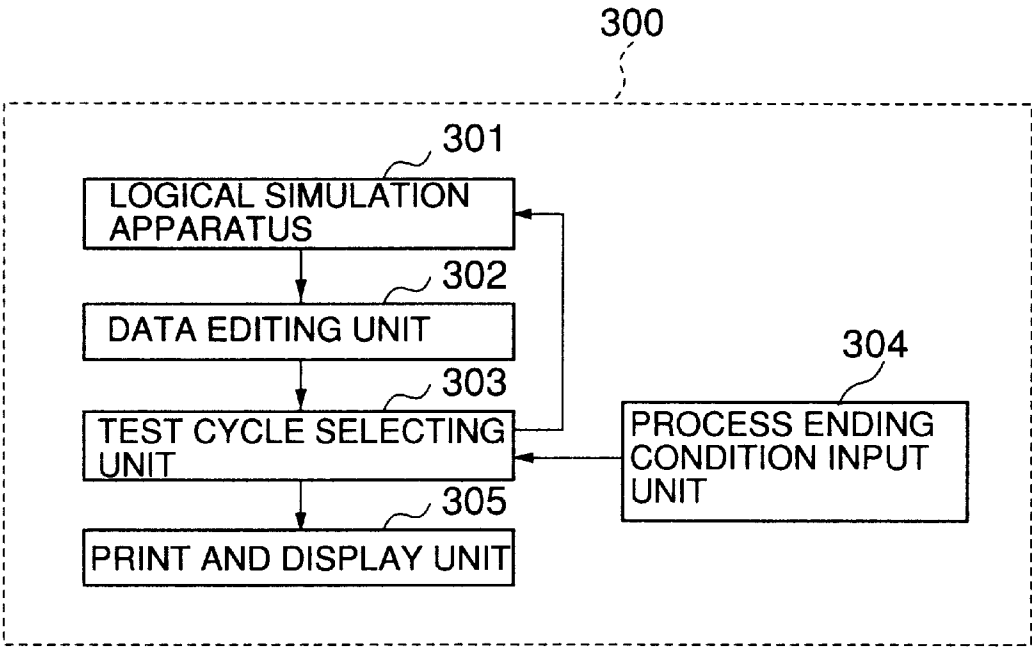 300
301
LOGICAL SIMULATION
APPARATUS
302
DATA EDITING UNIT
303
TEST CYCLE SELECTING
UNIT
304
PROCESS ENDING
CONDITION INPUT
UNIT
305
PRINT AND DISPLAY UNIT